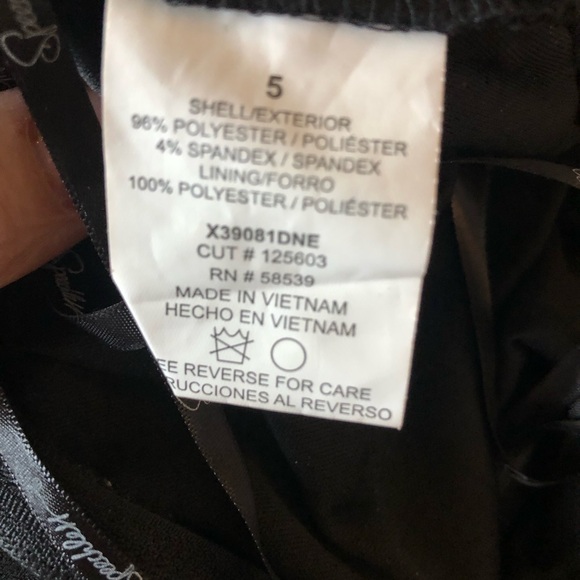 5
SHELL/EXTERIOR
96% POLYESTER / POLIÉSTER
4% SPANDEX / SPANDEX
LINING/FORRO
100% POLYESTER / POLIÉSTER
X39081DNE
CUT # 125603
RN # 58539
MADE IN VIETNAM
HECHO EN VIETNAM
EE REVERSE FOR CARE
RUCCIONES AL REVERSO